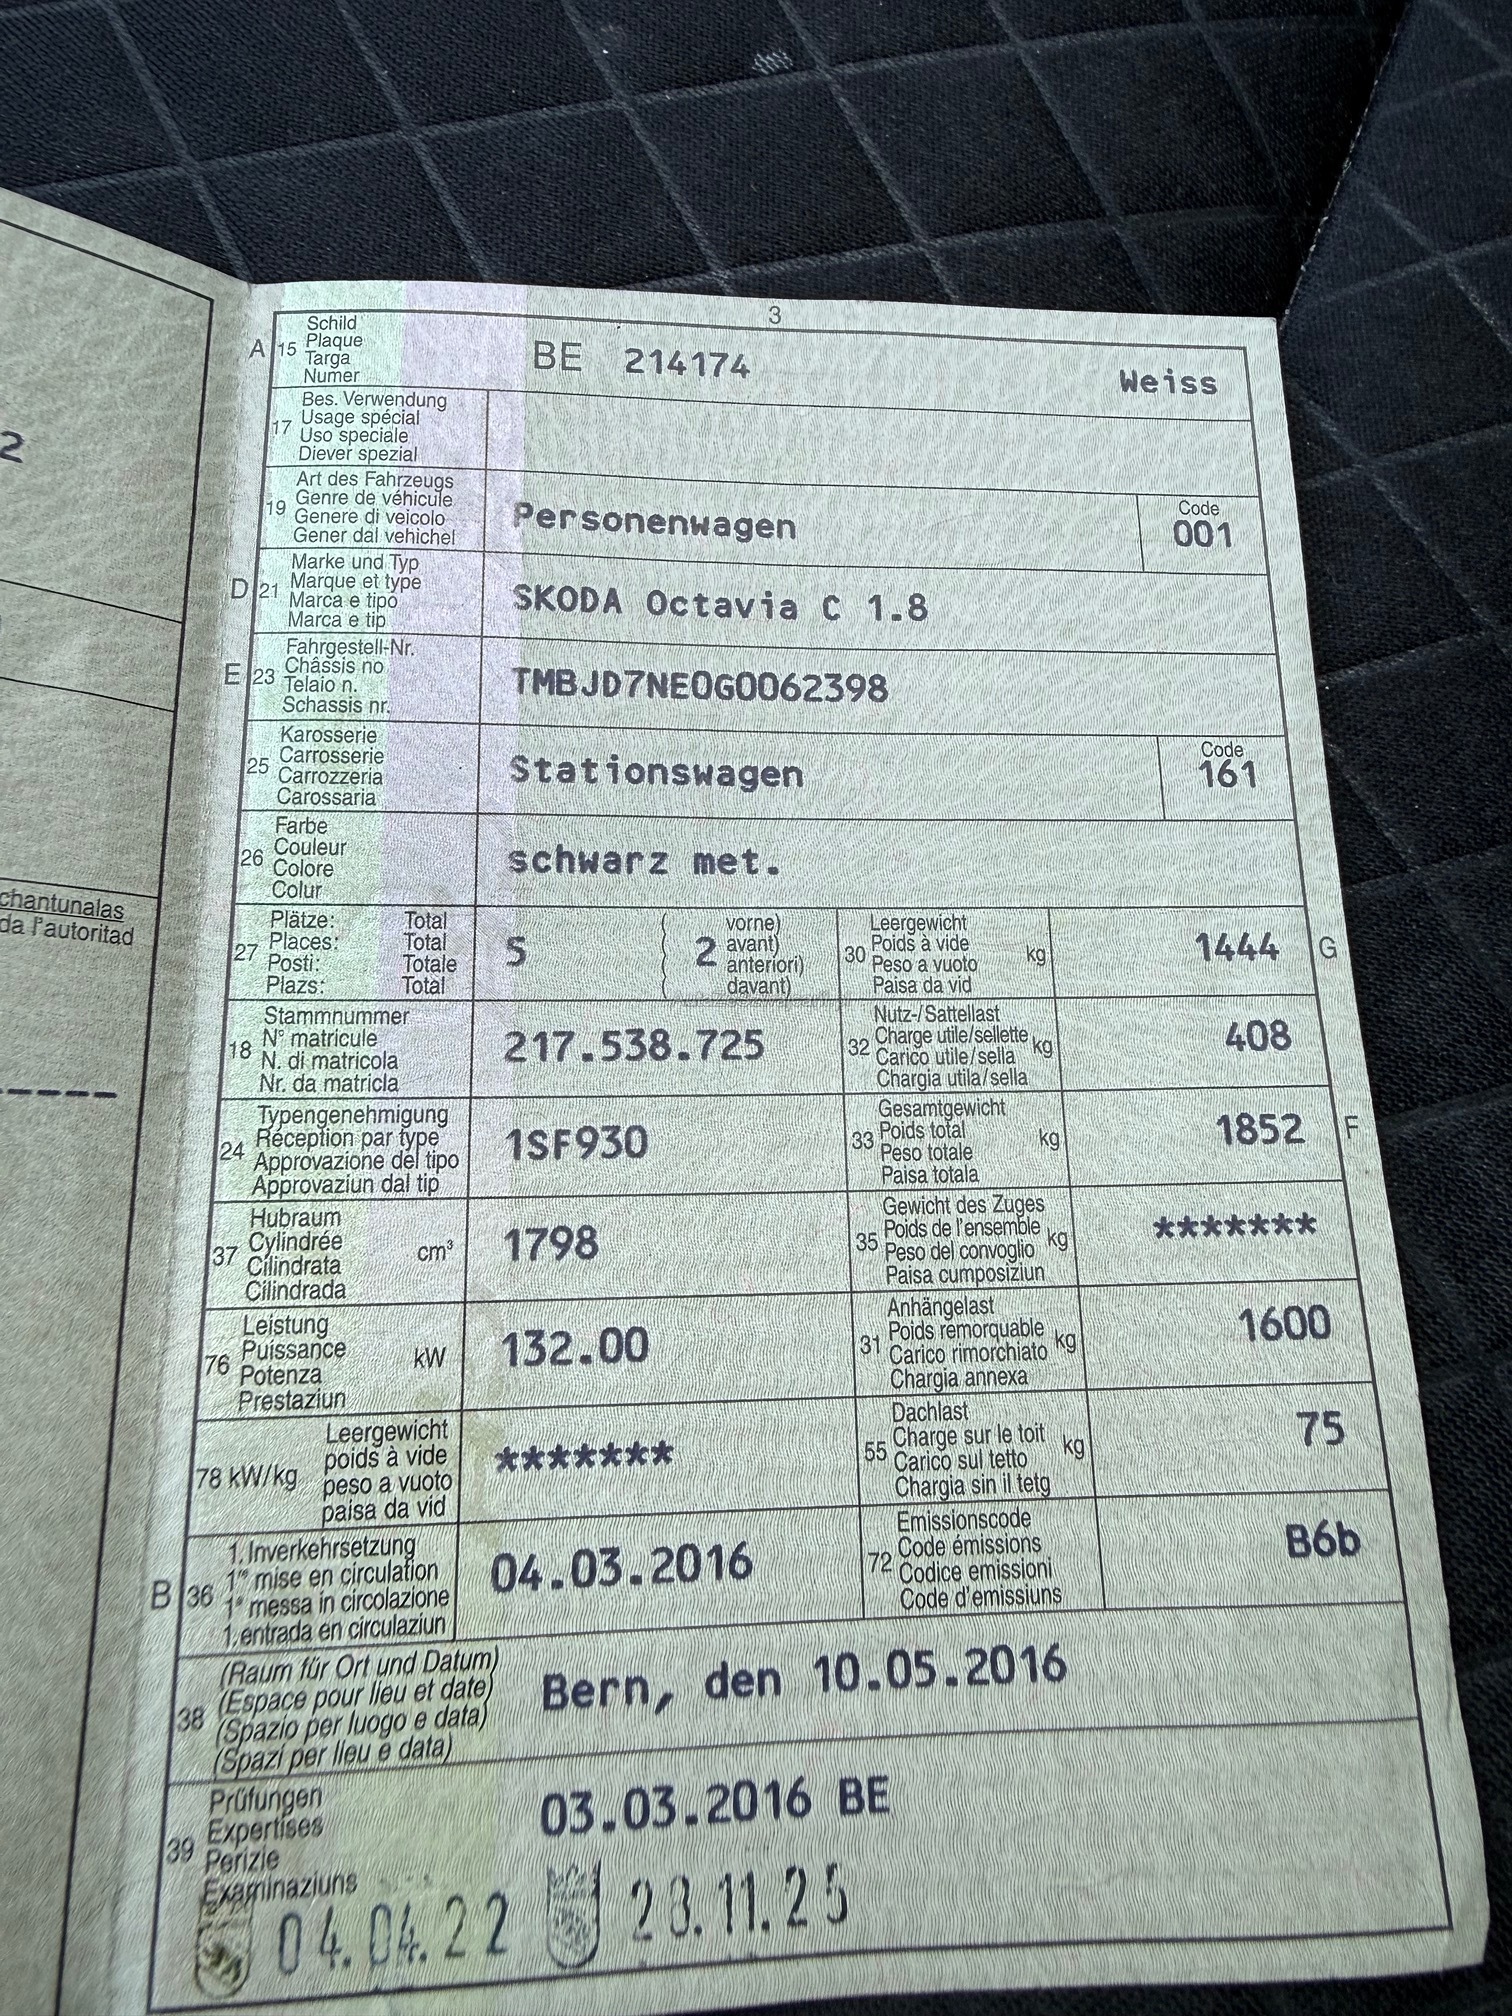 2
chantunalas
da l'autoritad
3
A 15 Schild
Plaque
Targa
Numer
BE 214174 Weiss
17 Bes. Verwendung
Usage spécial
Uso speciale
Diever spezial
19 Art des Fahrzeugs
Genre de véhicule
Genere di veicolo
Gener dal vehichel
Personenwagen
Code
001
D 21 Marke und Typ
Marque et type
Marca e tipo
Marca e tip
SKODA Octavia C 1.8
E 23 Fahrgestell-Nr.
Châssis no
Telaio n.
Schassis nr.
TMBJD7NE0G0062398
25 Karosserie
Carrosserie
Carrozzeria
Carossaria
Stationswagen
Code
161
26 Farbe
Couleur
Colore
Colur
schwarz met.
27 Plätze: Total
Places: Total
Posti: Totale
Plazs: Total
5 ( 2 vorne)
( avant)
( anteriori)
( davant)
30 Leergewicht
Poids à vide kg
Peso a vuoto
Paisa da vid
1444 G
18 Stammnummer
N° matricule
N. di matricola
Nr. da matricla
217.538.725
32 Nutz-/Sattellast
Charge utile/sellette kg
Carico utile/sella
Chargia utila/sella
408
24 Typengenehmigung
Réception par type
Approvazione del tipo
Approvaziun dal tip
1SF930
33 Gesamtgewicht
Poids total kg
Peso totale
Paisa totala
1852 F
37 Hubraum
Cylindrée cm³
Cilindrata
Cilindrada
1798
35 Gewicht des Zuges
Poids de l'ensemble kg
Peso del convoglio
Paisa cumposiziun
*******
76 Leistung
Puissance kW
Potenza
Prestaziun
132.00
31 Anhängelast
Poids remorquable kg
Carico rimorchiato
Chargia annexa
1600
78 kW/kg Leergewicht
poids à vide
peso a vuoto
paisa da vid
*******
55 Dachlast
Charge sur le toit kg
Carico sul tetto
Chargia sin il tetg
75
B 36 1. Inverkehrsetzung
1re mise en circulation
1a messa in circolazione
1. entrada en circulaziun
04.03.2016
72 Emissionscode
Code émissions
Codice emissioni
Code d'emissiuns
B6b
38 (Raum für Ort und Datum)
(Espace pour lieu et date)
(Spazio per luogo e data)
(Spazi per lieu e data)
Bern, den 10.05.2016
39 Prüfungen
Expertises
Perizie
Examinaziuns
03.03.2016 BE
04.04.22 28.11.25